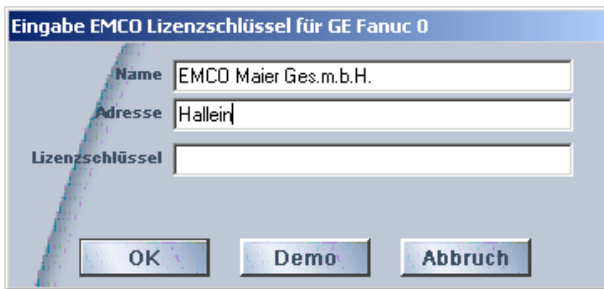 Eingabe EMCO Lizenzschlüssel für GE Fanuc 0
Name EMCO Maier Ges.m.b.H.
Adresse Hallein
Lizenzschlüssel
OK Demo Abbruch